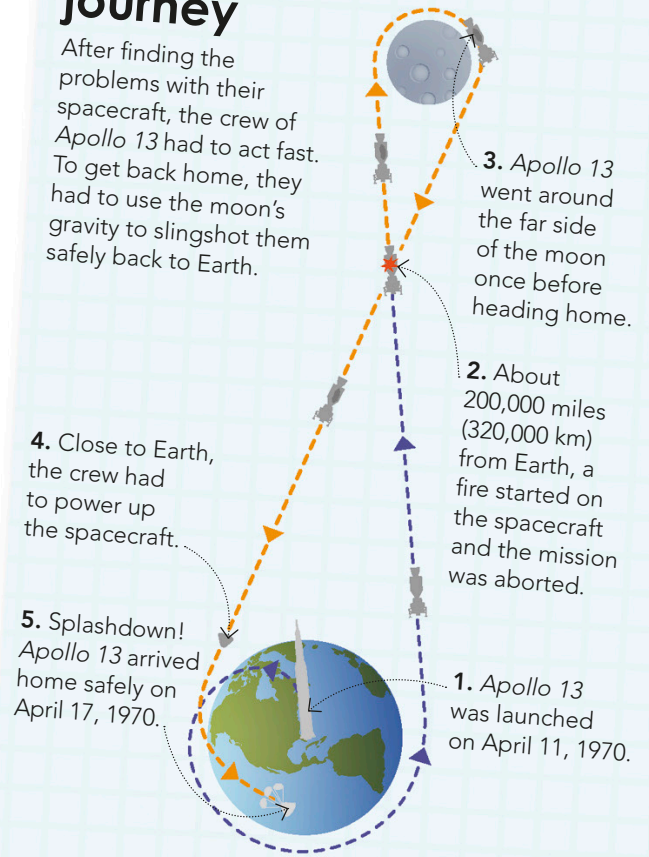 journey
After finding the
problems with their
spacecraft, the crew of
Apollo 13 had to act fast.
To get back home, they
had to use the moon's
gravity to slingshot them
safely back to Earth.
3. Apollo 13
went around
the far side
of the moon
once before
heading home.
2. About
200,000 miles
(320,000 km)
from Earth, a
fire started on
the spacecraft
and the mission
was aborted.
4. Close to Earth,
the crew had
to power up
the spacecraft.
5. Splashdown!
Apollo 13 arrived
home safely on
April 17, 1970.
1. Apollo 13
was launched
on April 11, 1970.